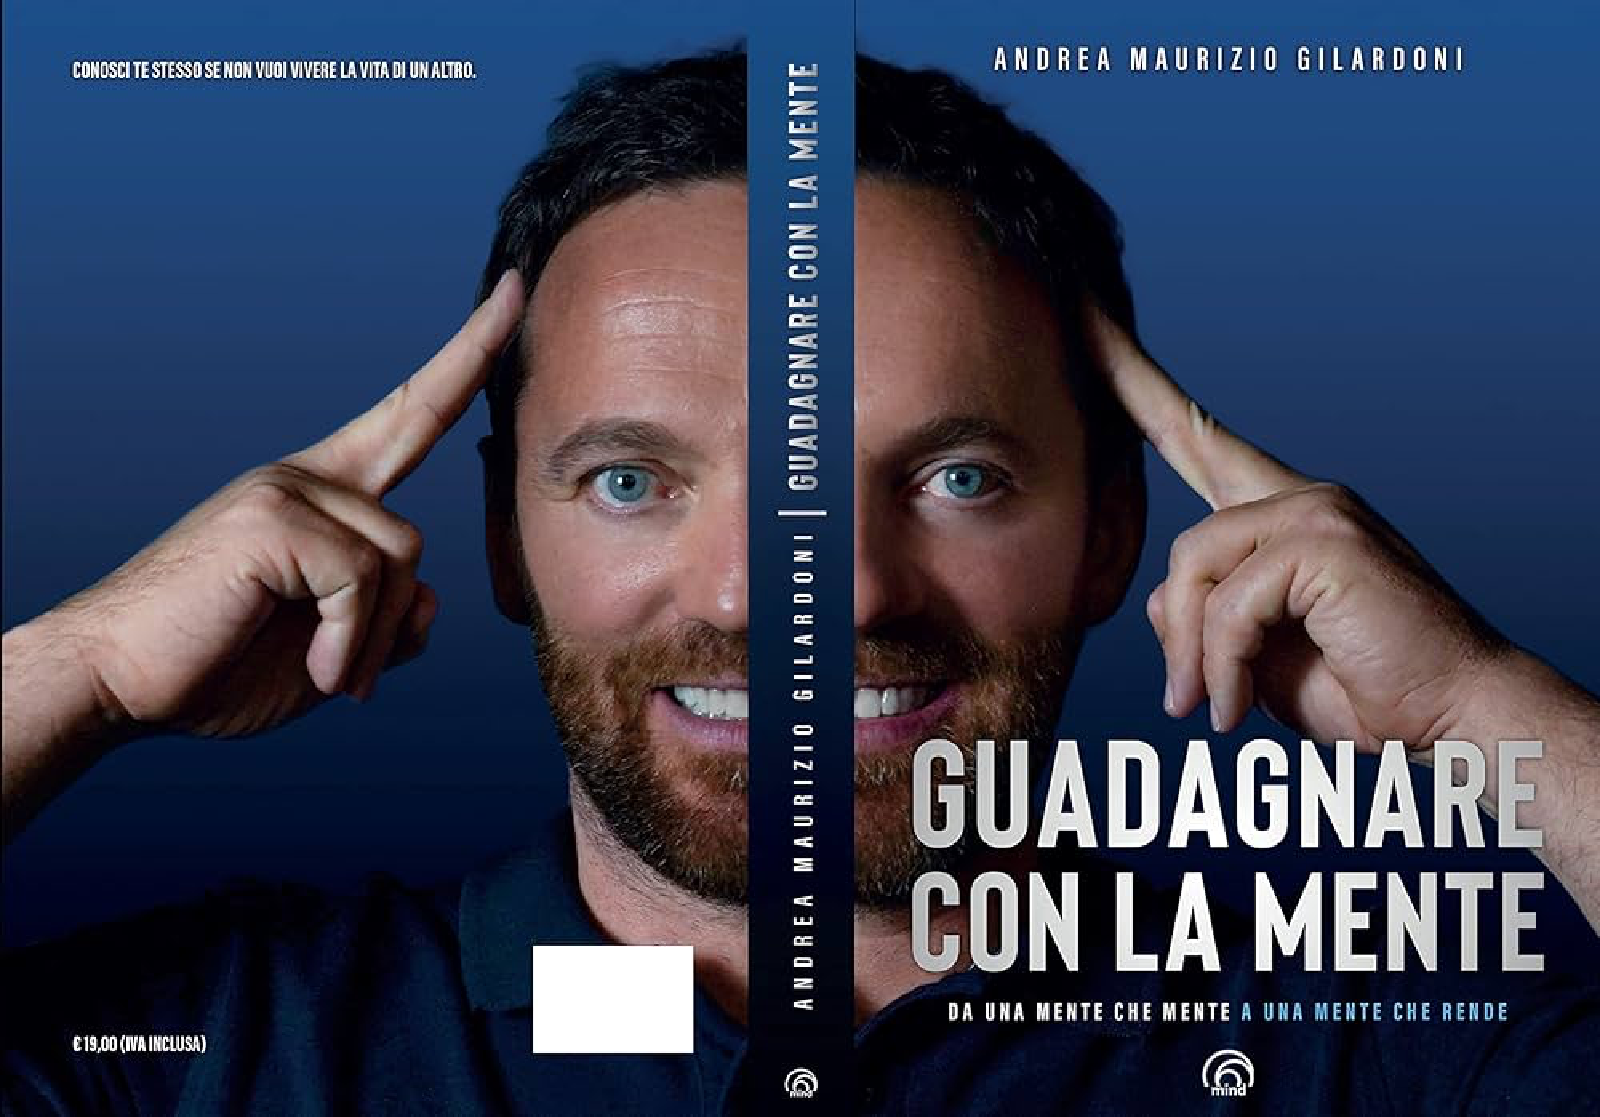 CONOSCI TE STESSO SE NON VUOI VIVERE LA VITA DI UN ALTRO.
€ 19,00 (IVA INCLUSA)
ANDREA MAURIZIO GILARDONI | GUADAGNARE CON LA MENTE
mind
ANDREA MAURIZIO GILARDONI
GUADAGNARE
CON LA MENTE
DA UNA MENTE CHE MENTE A UNA MENTE CHE RENDE
mind